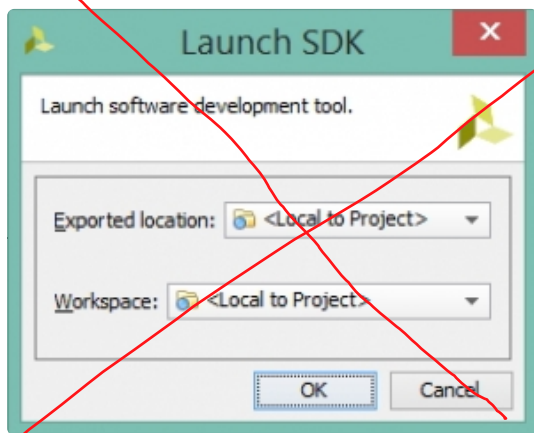 Launch SDK
Launch software development tool.
Exported location: <Local to Project>
Workspace: <Local to Project>
OK Cancel